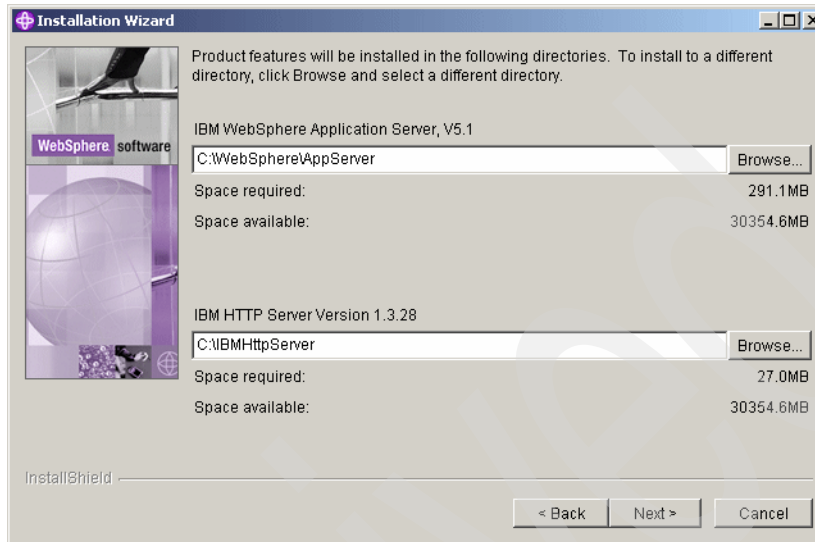 Installation Wizard
Product features will be installed in the following directories. To install to a different
directory, click Browse and select a different directory.
WebSphere software
IBM WebSphere Application Server, V5.1
C:\WebSphere\AppServer
Browse...
Space required: 291.1MB
Space available: 30354.6MB
IBM HTTP Server Version 1.3.28
C:\IBMHttpServer
Browse...
Space required: 27.0MB
Space available: 30354.6MB
InstallShield
< Back Next > Cancel